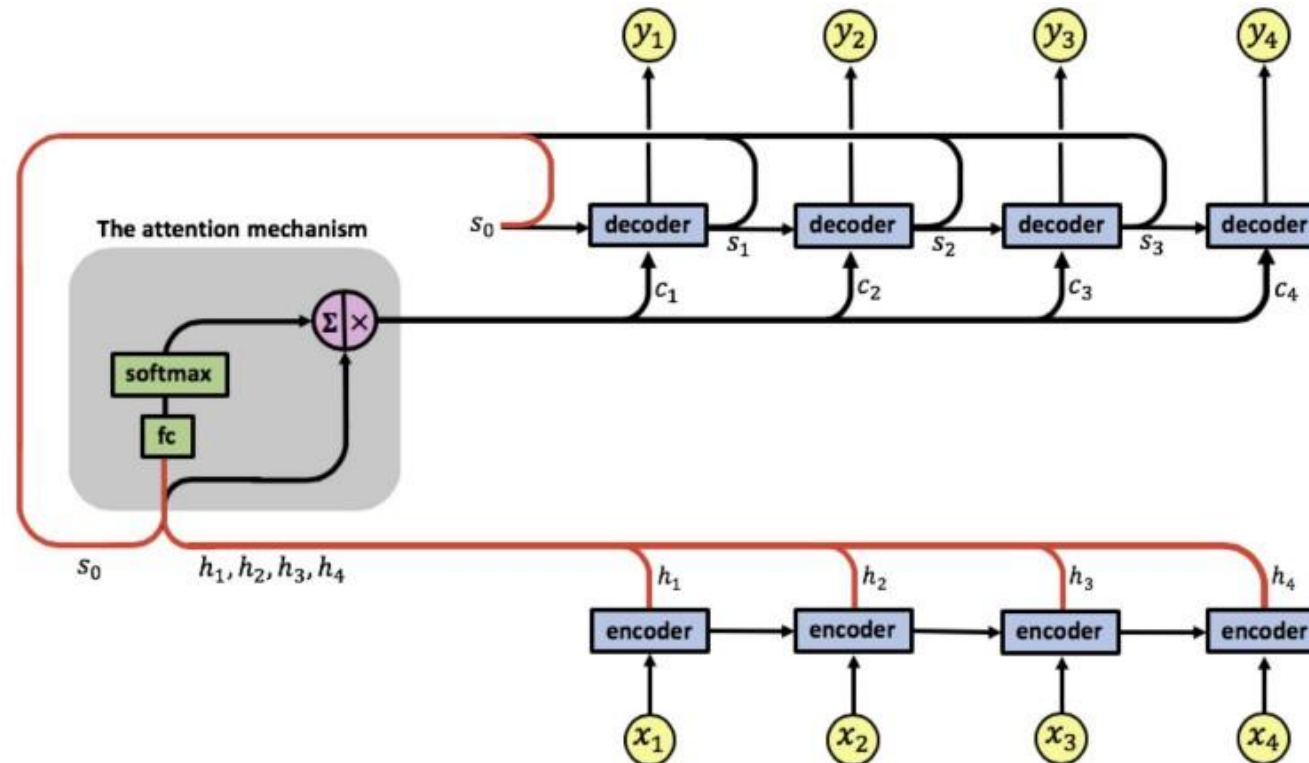 y₁ y₂ y₃ y₄
The attention mechanism
s₀ decoder s₁ decoder s₂ decoder s₃ decoder
c₁ c₂ c₃ c₄
Σ ×
softmax
fc
s₀ h₁, h₂, h₃, h₄ h₁ h₂ h₃ h₄
encoder encoder encoder encoder
x₁ x₂ x₃ x₄